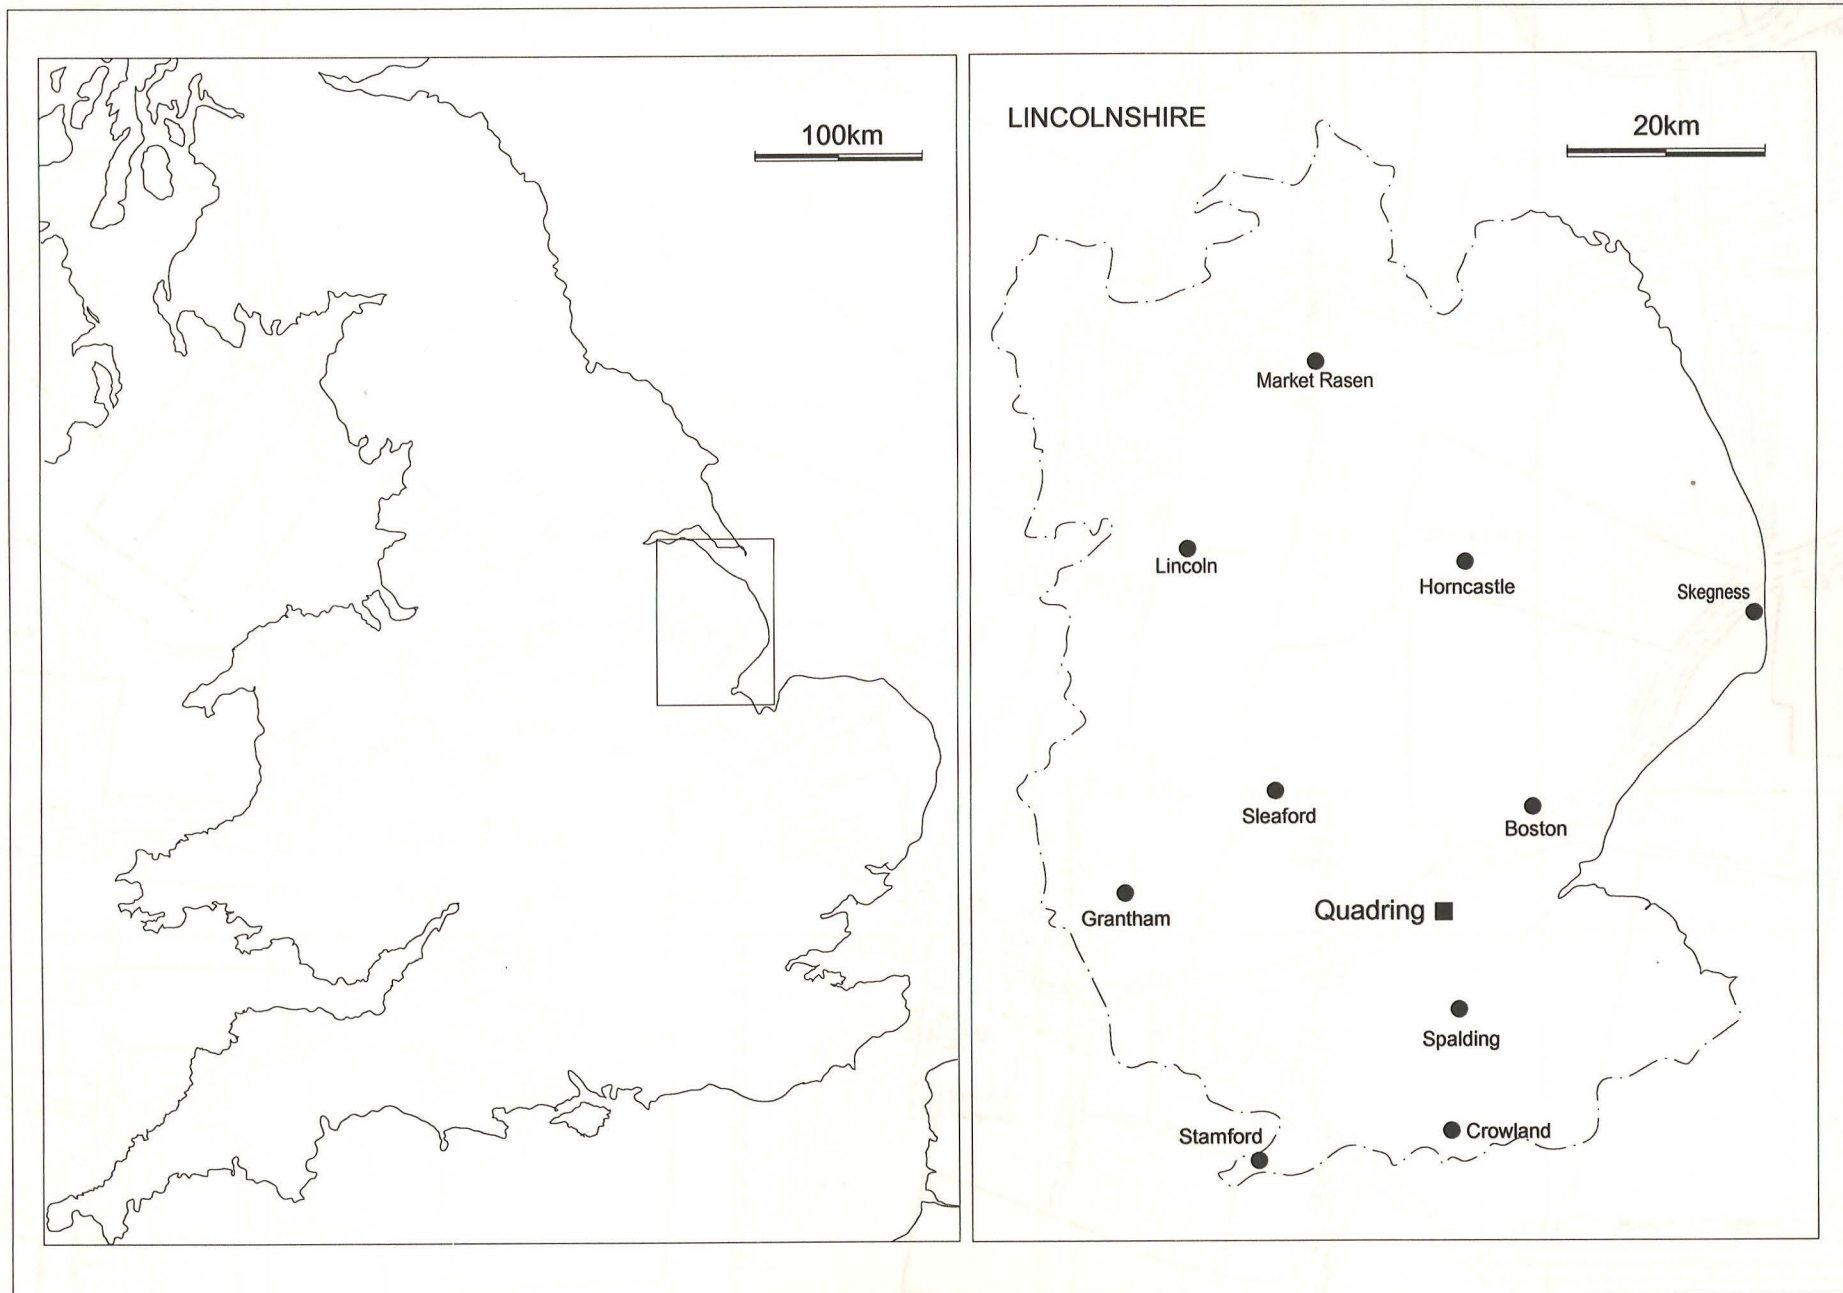 100km
LINCOLNSHIRE
20km
Market Rasen
Lincoln
Horncastle
Skegness
Sleaford
Boston
Grantham
Quadring
Spalding
Stamford
Crowland